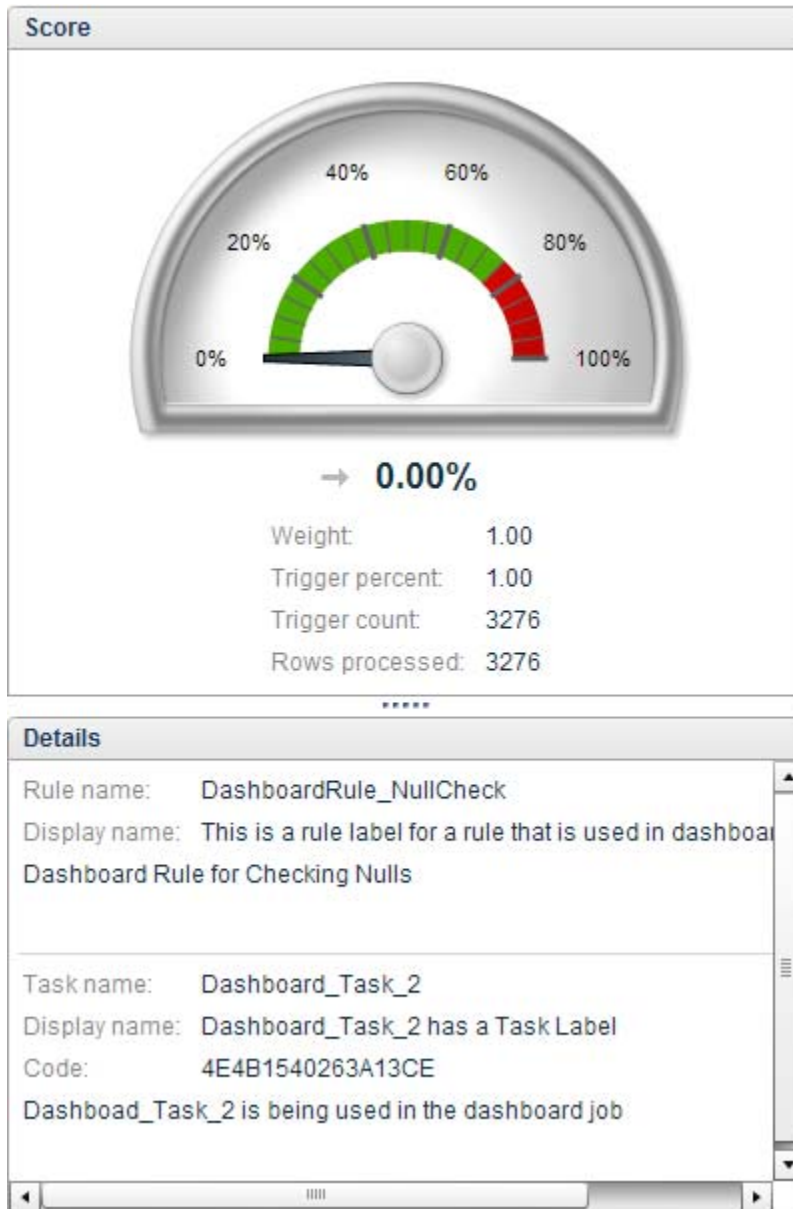 Score
40% 60%
20% 80%
0% 100%
0.00%
Weight: 1.00
Trigger percent: 1.00
Trigger count: 3276
Rows processed: 3276
Details
Rule name: DashboardRule_NullCheck
Display name: This is a rule label for a rule that is used in dashboar
Dashboard Rule for Checking Nulls
Task name: Dashboard_Task_2
Display name: Dashboard_Task_2 has a Task Label
Code: 4E4B1540263A13CE
Dashboad_Task_2 is being used in the dashboard job